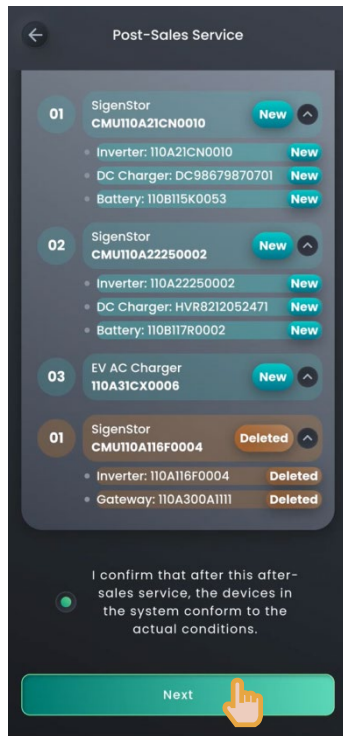 Post-Sales Service
01
SigenStor
CMU110A21CN0010
New
Inverter: 110A21CN0010 New
DC Charger: DC98679870701 New
Battery: 110B115K0053 New
02
SigenStor
CMU110A22250002
New
Inverter: 110A22250002 New
DC Charger: HVR8212052471 New
Battery: 110B117R0002 New
03
EV AC Charger
110A31CX0006
New
01
SigenStor
CMU110A116F0004
Deleted
Inverter: 110A116F0004 Deleted
Gateway: 110A300A1111 Deleted
I confirm that after this after-
sales service, the devices in
the system conform to the
actual conditions.
Next